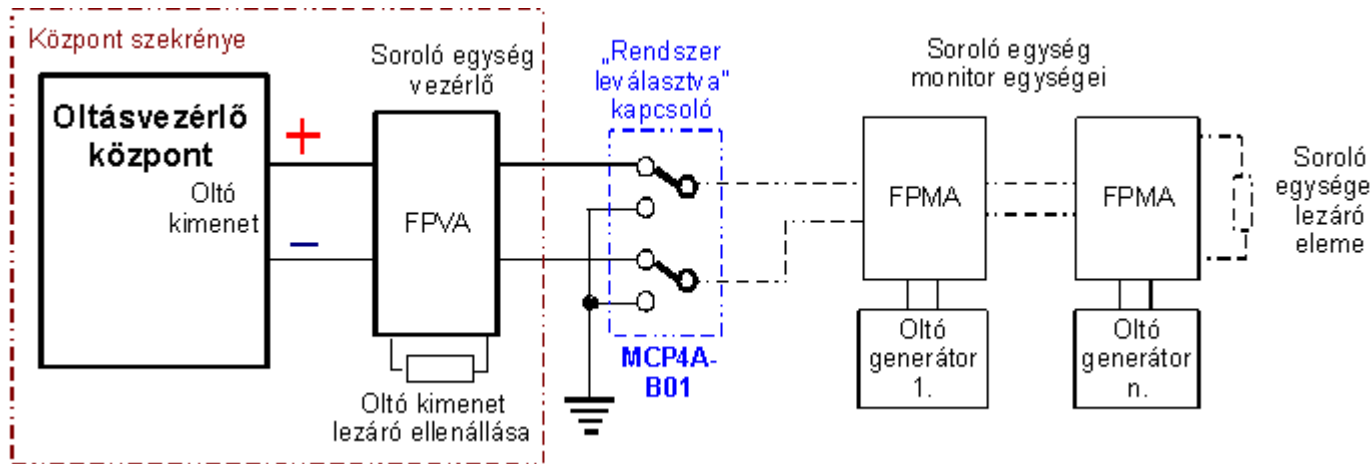 Központ szekrénye
Oltásvezérlő
központ
Oltó
kimenet
+
–
Soroló egység
vezérlő
FPVA
Oltó kimenet
lezáró ellenállása
„Rendszer
leválasztva"
kapcsoló
MCP4A-
B01
Soroló egység
monitor egységei
FPMA
FPMA
Oltó
generátor
1.
Oltó
generátor
n.
Soroló
egysége
lezáró
eleme